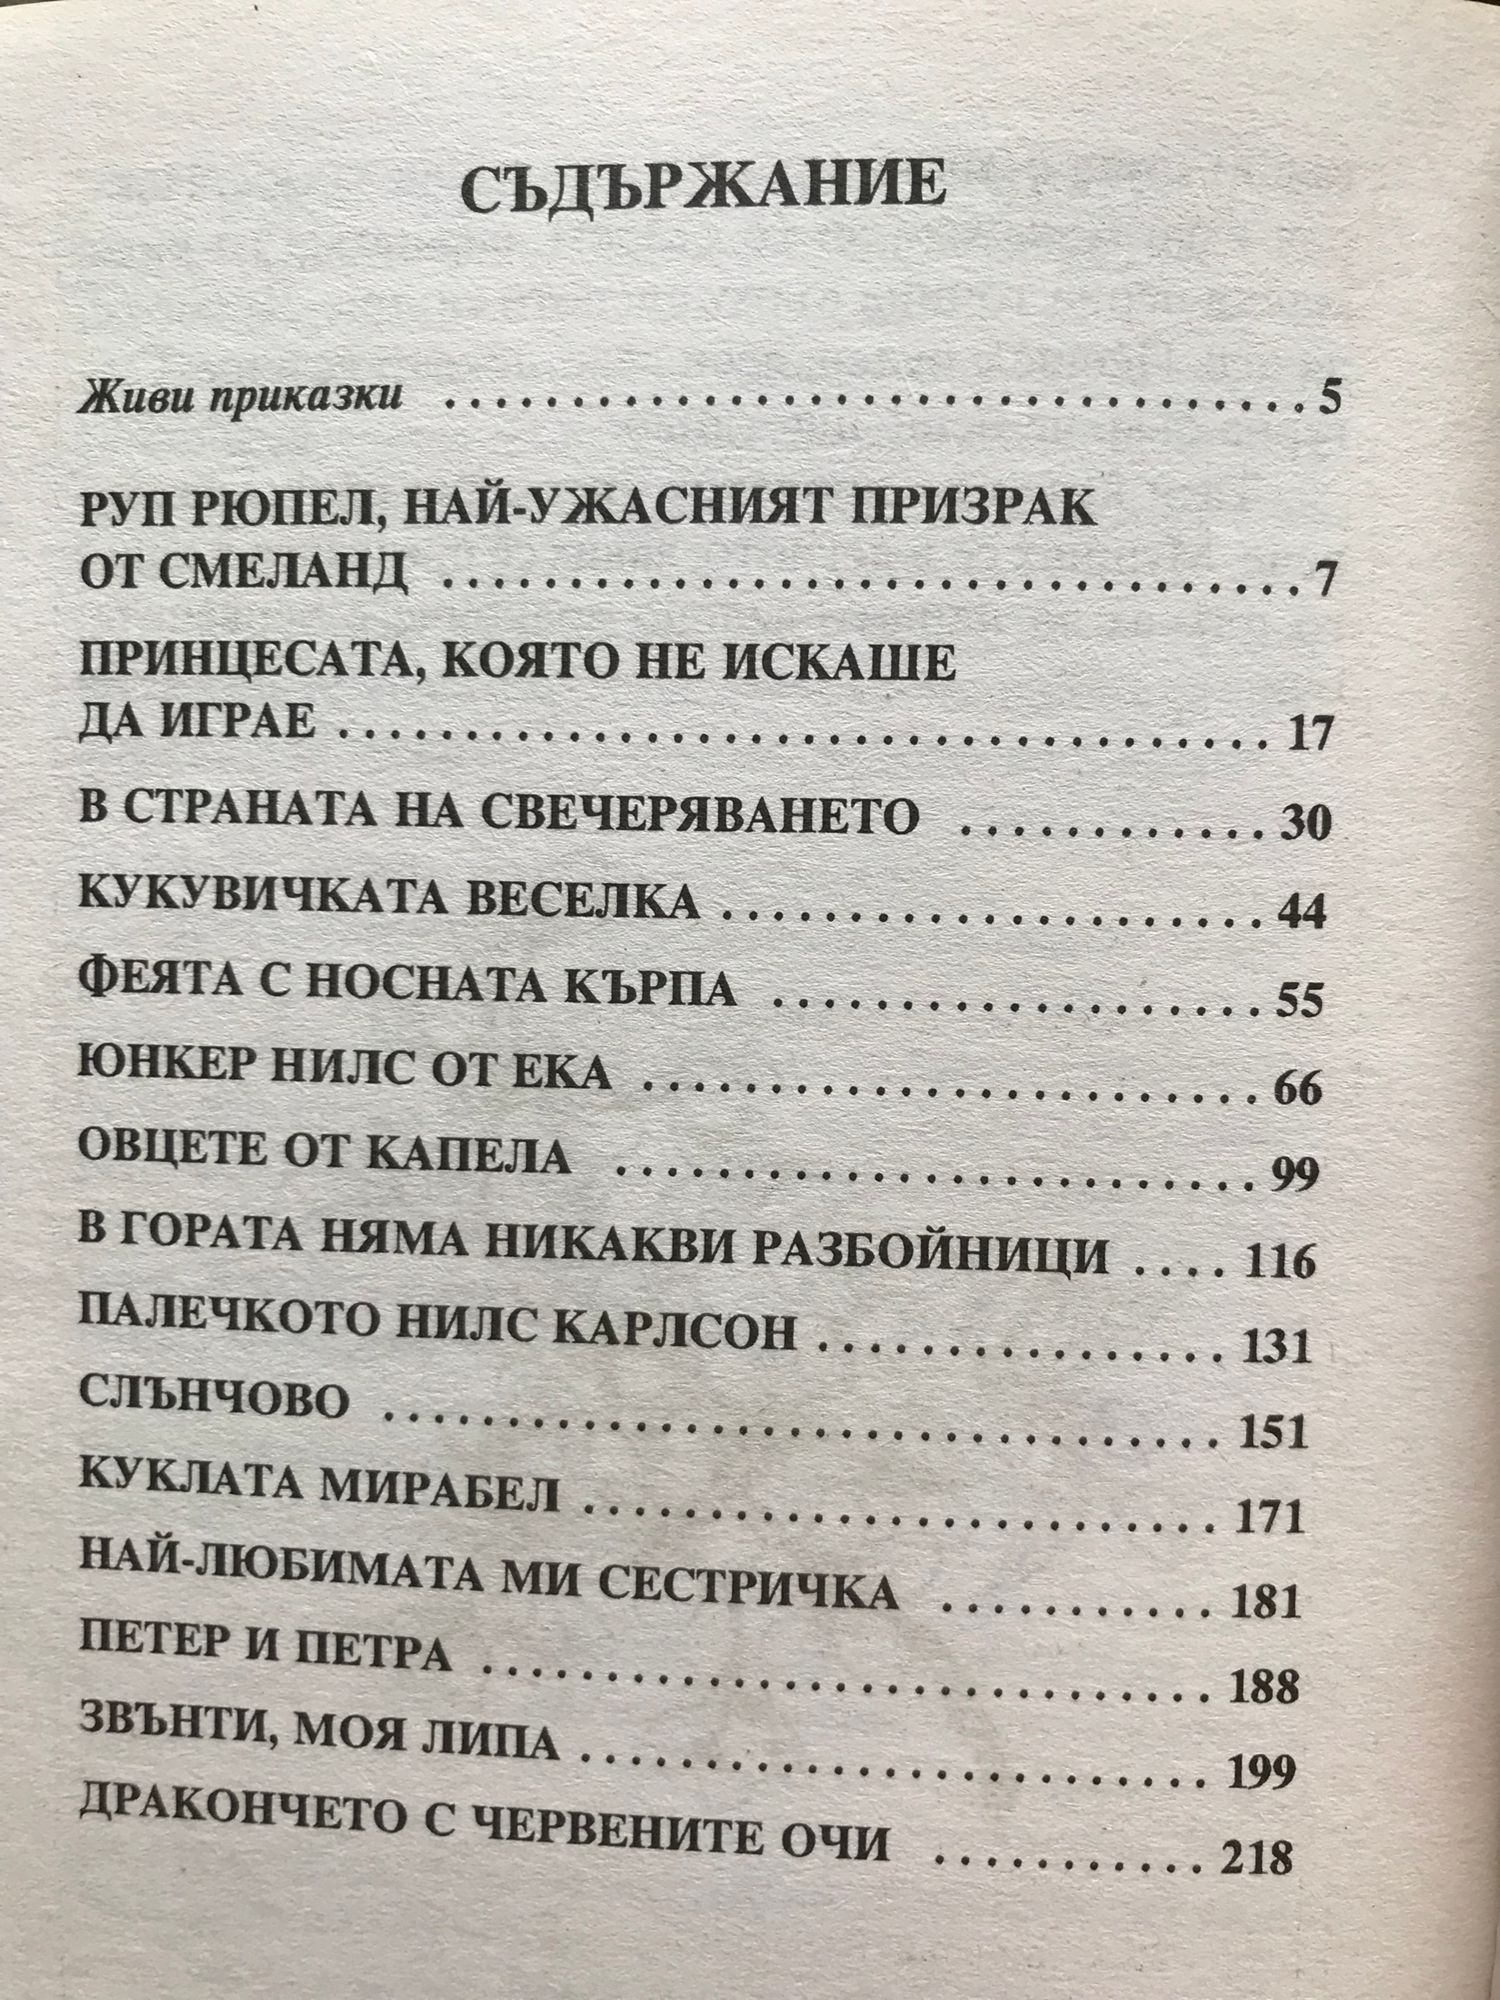 СЪДЪРЖАНИЕ
Живи приказки ................................. 5
РУП РЮПЕЛ, НАЙ-УЖАСНИЯТ ПРИЗРАК
ОТ СМЕЛАНД ................................. 7
ПРИНЦЕСАТА, КОЯТО НЕ ИСКАШЕ
ДА ИГРАЕ .................................... 17
В СТРАНАТА НА СВЕЧЕРЯВАНЕТО ............ 30
КУКУВИЧКАТА ВЕСЕЛКА ..................... 44
ФЕЯТА С НОСНАТА КЪРПА ................... 55
ЮНКЕР НИЛС ОТ ЕКА ........................ 66
ОВЦЕТЕ ОТ КАПЕЛА ......................... 99
В ГОРАТА НЯМА НИКАКВИ РАЗБОЙНИЦИ .... 116
ПАЛЕЧКОТО НИЛС КАРЛСОН ................ 131
СЛЪНЧОВО ................................ 151
КУКЛАТА МИРАБЕЛ ........................ 171
НАЙ-ЛЮБИМАТА МИ СЕСТРИЧКА ........... 181
ПЕТЕР И ПЕТРА ............................ 188
ЗВЪНТИ, МОЯ ЛИПА ........................ 199
ДРАКОНЧЕТО С ЧЕРВЕНИТЕ ОЧИ ........... 218